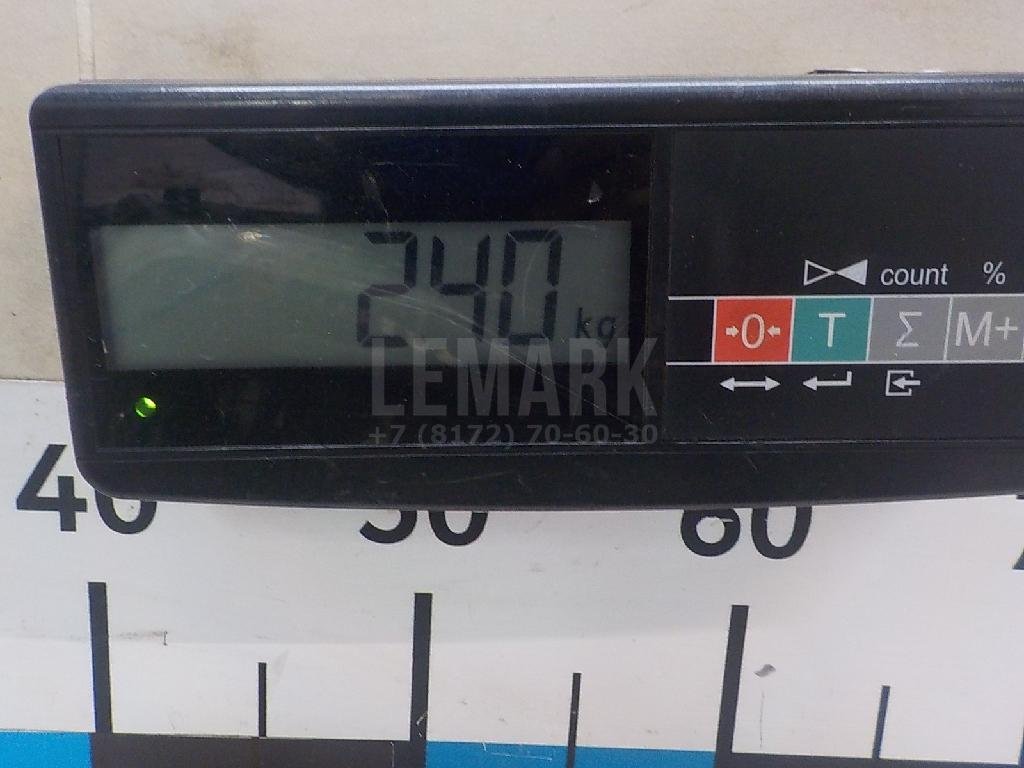 240 kg
count %
→0← T Σ M+
LEMARK
+7 (8172) 70-60-30
40 50 60